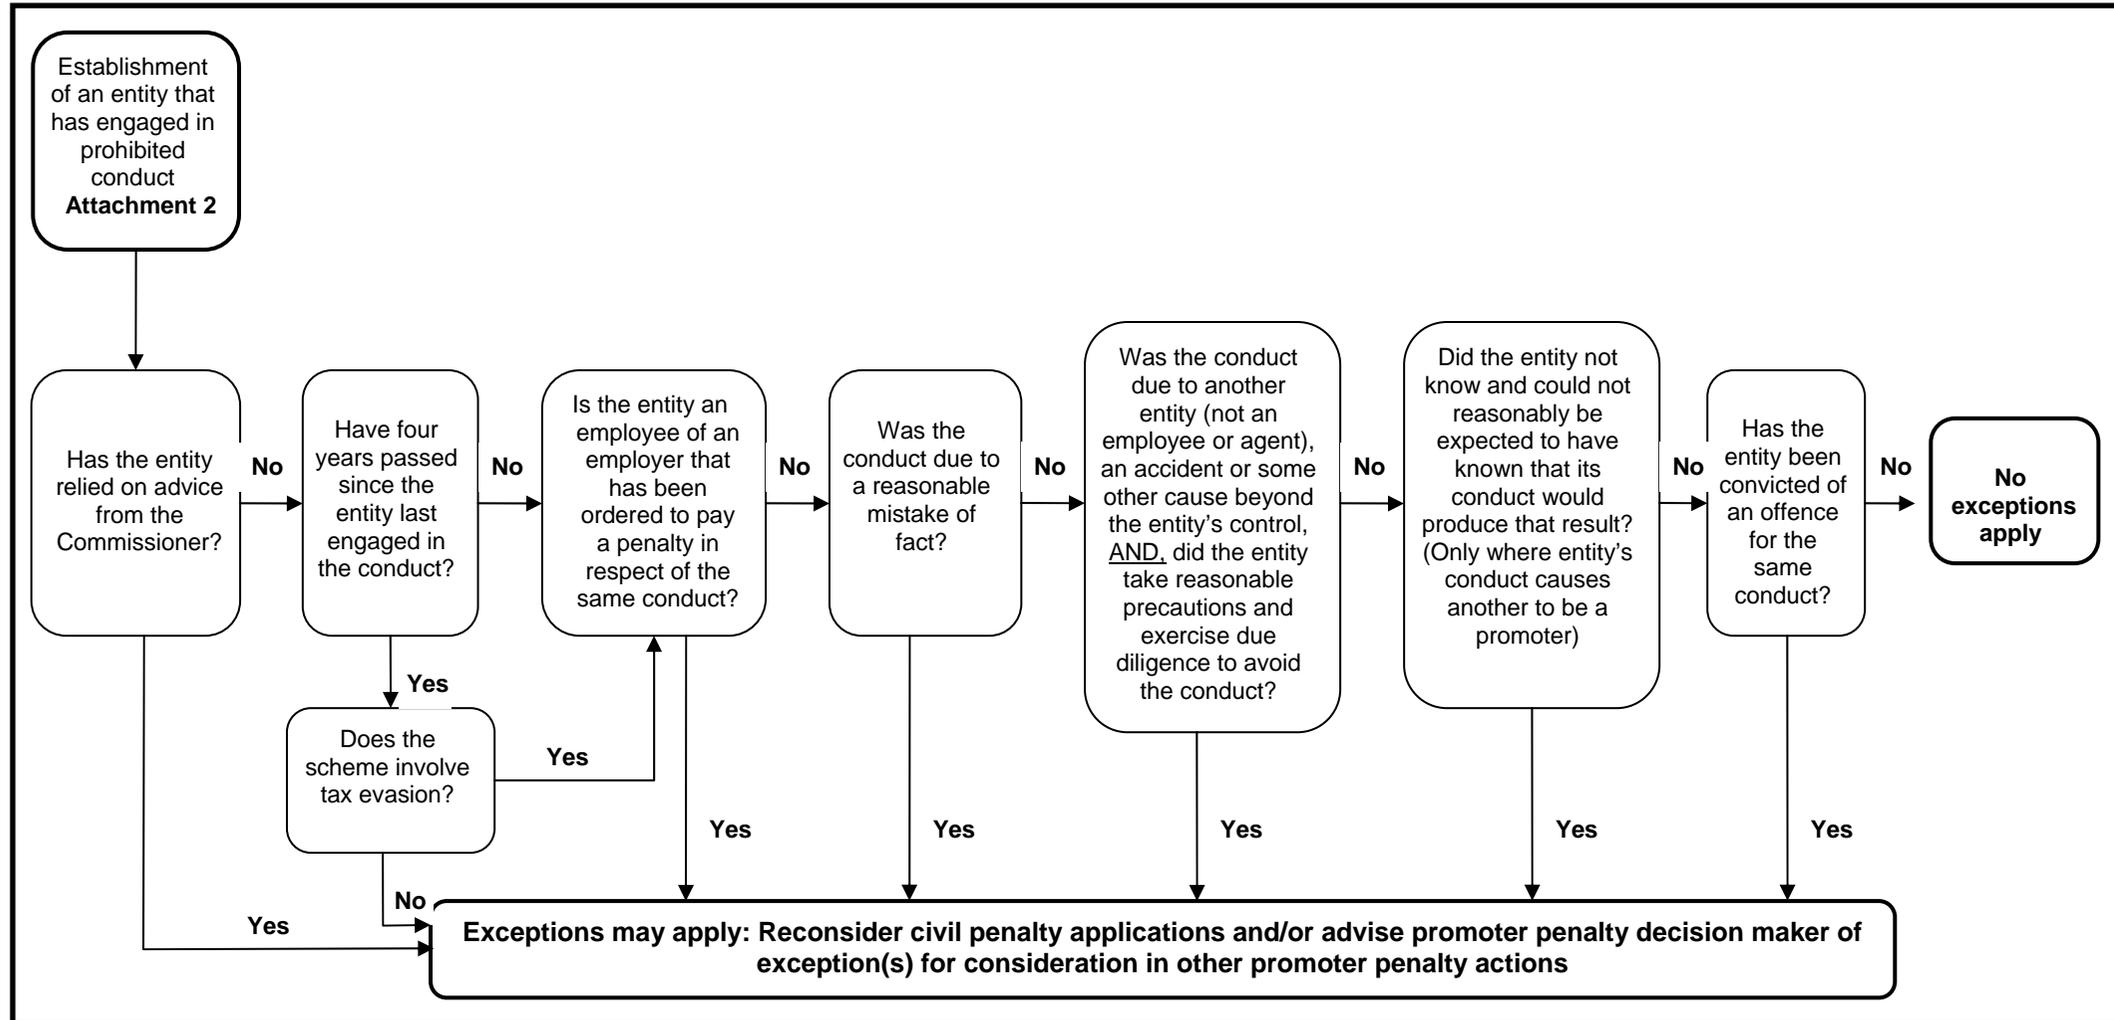 Establishment
of an entity that
has engaged in
prohibited
conduct
Attachment 2
Has the entity
relied on advice
from the
Commissioner?
No
Have four
years passed
since the
entity last
engaged in
the conduct?
No
Is the entity an
employee of an
employer that
has been
ordered to pay
a penalty in
respect of the
same conduct?
No
Was the
conduct due to
a reasonable
mistake of
fact?
No
Was the conduct
due to another
entity (not an
employee or agent),
an accident or some
other cause beyond
the entity’s control,
AND, did the entity
take reasonable
precautions and
exercise due
diligence to avoid
the conduct?
No
Did the entity not
know and could not
reasonably be
expected to have
known that its
conduct would
produce that result?
(Only where entity’s
conduct causes
another to be a
promoter)
No
Has the
entity been
convicted of
an offence
for the
same
conduct?
No
No
exceptions
apply
Yes
Does the
scheme involve
tax evasion?
Yes
Yes
Yes
Yes
Yes
Yes
No
Yes
Exceptions may apply: Reconsider civil penalty applications and/or advise promoter penalty decision maker of
exception(s) for consideration in other promoter penalty actions